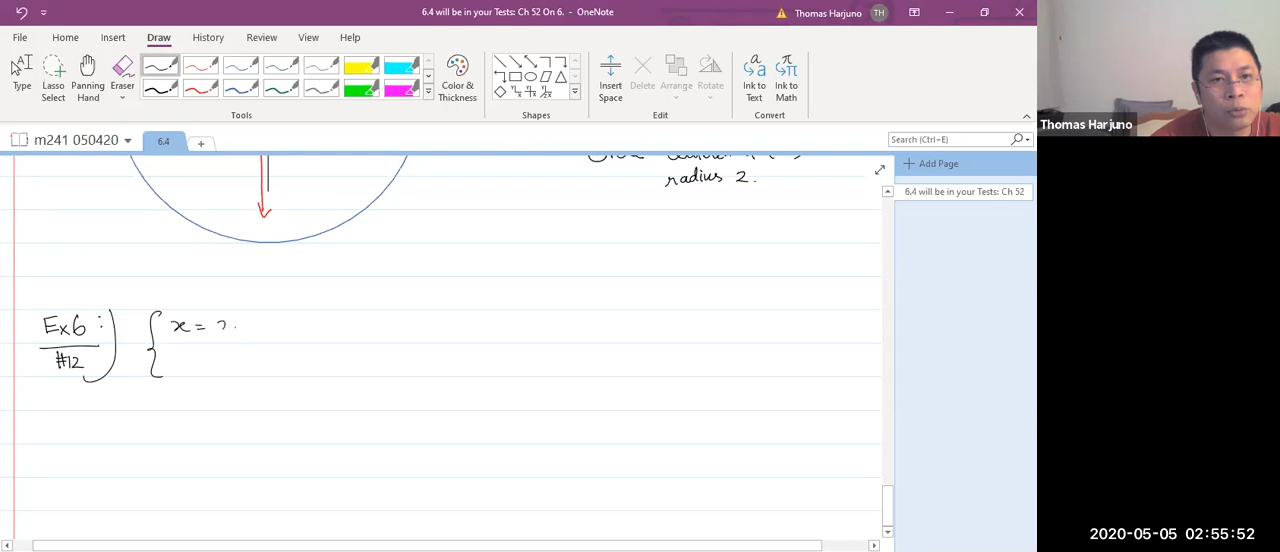 6.4 will be in your Tests: Ch 52 On 6. - OneNote
Thomas Harjuno
TH
File Home Insert Draw History Review View Help
Type
Lasso Select
Panning Hand
Eraser
Color & Thickness
Insert Space
Delete
Arrange
Rotate
Ink to Text
Ink to Math
Tools
Shapes
Edit
Convert
Thomas Harjuno
m241 050420
6.4
Search (Ctrl+E)
Add Page
6.4 will be in your Tests: Ch 52
radius 2.
Ex6:
#12
x =
2020-05-05 02:55:52